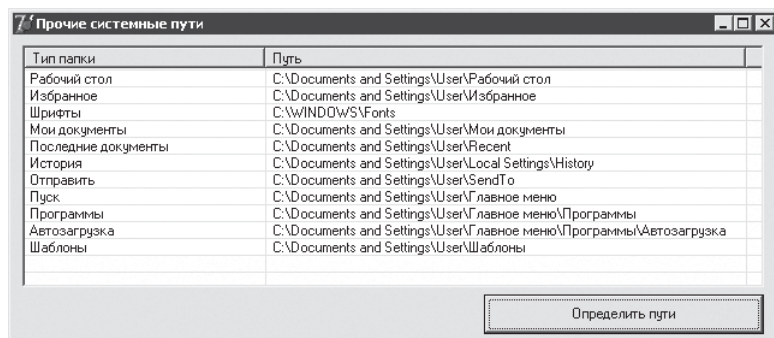 Прочие системные пути
Тип папки Путь
Рабочий стол C:\Documents and Settings\User\Рабочий стол
Избранное C:\Documents and Settings\User\Избранное
Шрифты C:\WINDOWS\Fonts
Мои документы C:\Documents and Settings\User\Мои документы
Последние документы C:\Documents and Settings\User\Recent
История C:\Documents and Settings\User\Local Settings\History
Отправить C:\Documents and Settings\User\SendTo
Пуск C:\Documents and Settings\User\Главное меню
Программы C:\Documents and Settings\User\Главное меню\Программы
Автозагрузка C:\Documents and Settings\User\Главное меню\Программы\Автозагрузка
Шаблоны C:\Documents and Settings\User\Шаблоны
Определить пути